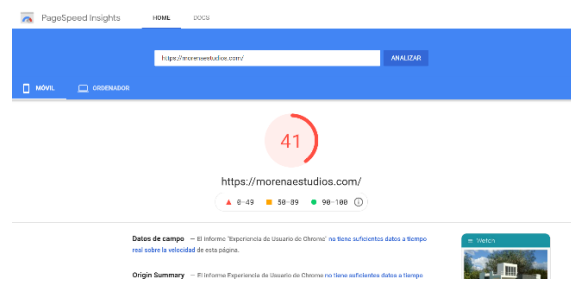 PageSpeed Insights HOME DOCS
https://morenaestudios.com/ ANALIZAR
MÓVIL ORDENADOR
41
https://morenaestudios.com/
0-49 50-89 90-100
Datos de campo — El informe "Experiencia de Usuario de Chrome" no tiene suficientes datos a tiempo
real sobre la velocidad de esta página.
Origin Summary — El Informe Experiencia de Usuario de Chrome no tiene suficientes datos a tiempo